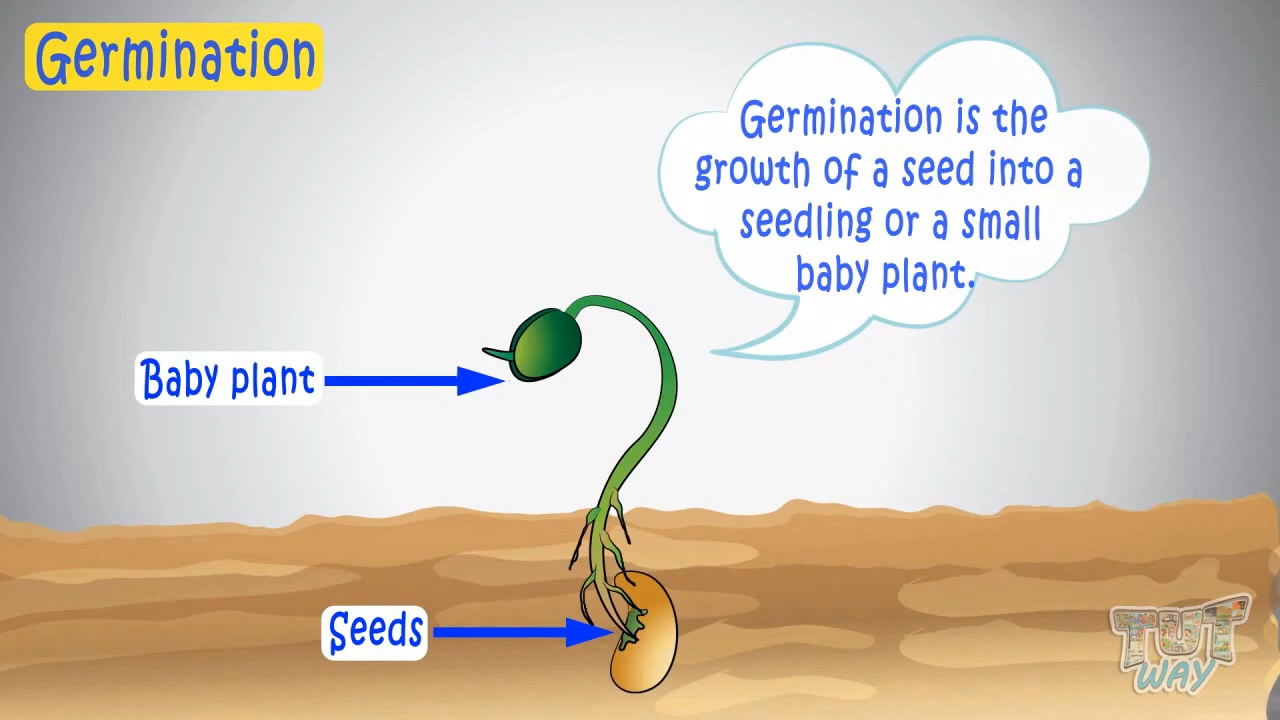 Germination
Germination is the
growth of a seed into a
seedling or a small
baby plant.
Baby plant
Seeds
TUT
WAY